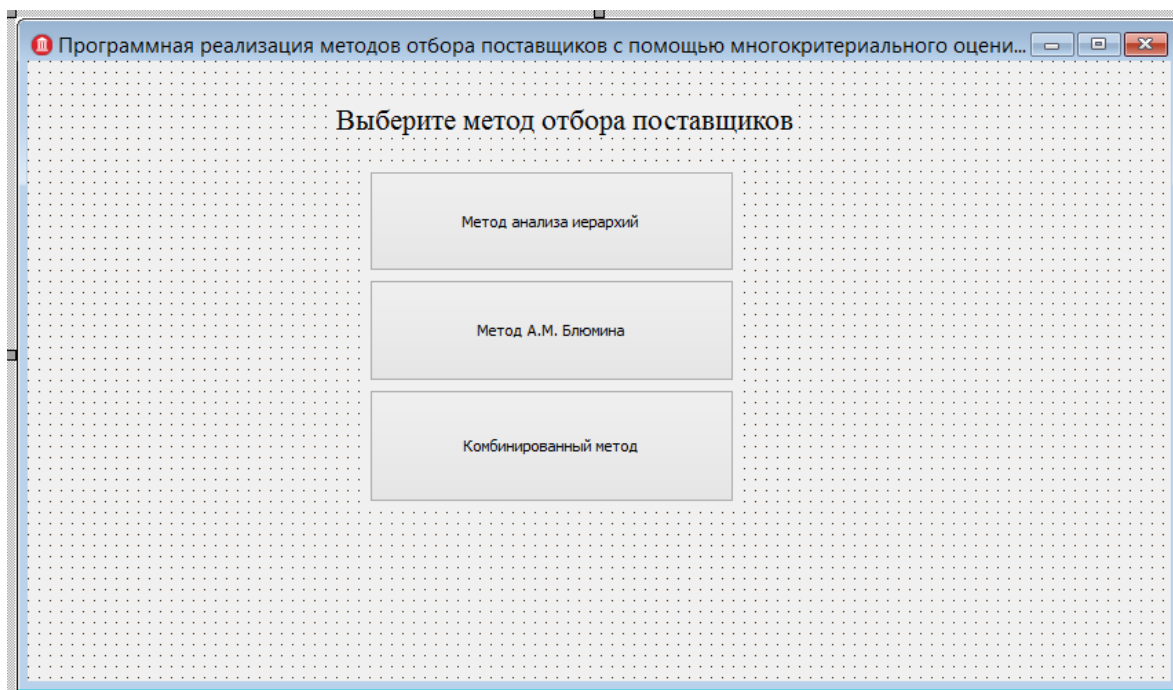 Программная реализация методов отбора поставщиков с помощью многокритериального оцени...
Выберите метод отбора поставщиков
Метод анализа иерархий
Метод А.М. Блюмина
Комбинированный метод